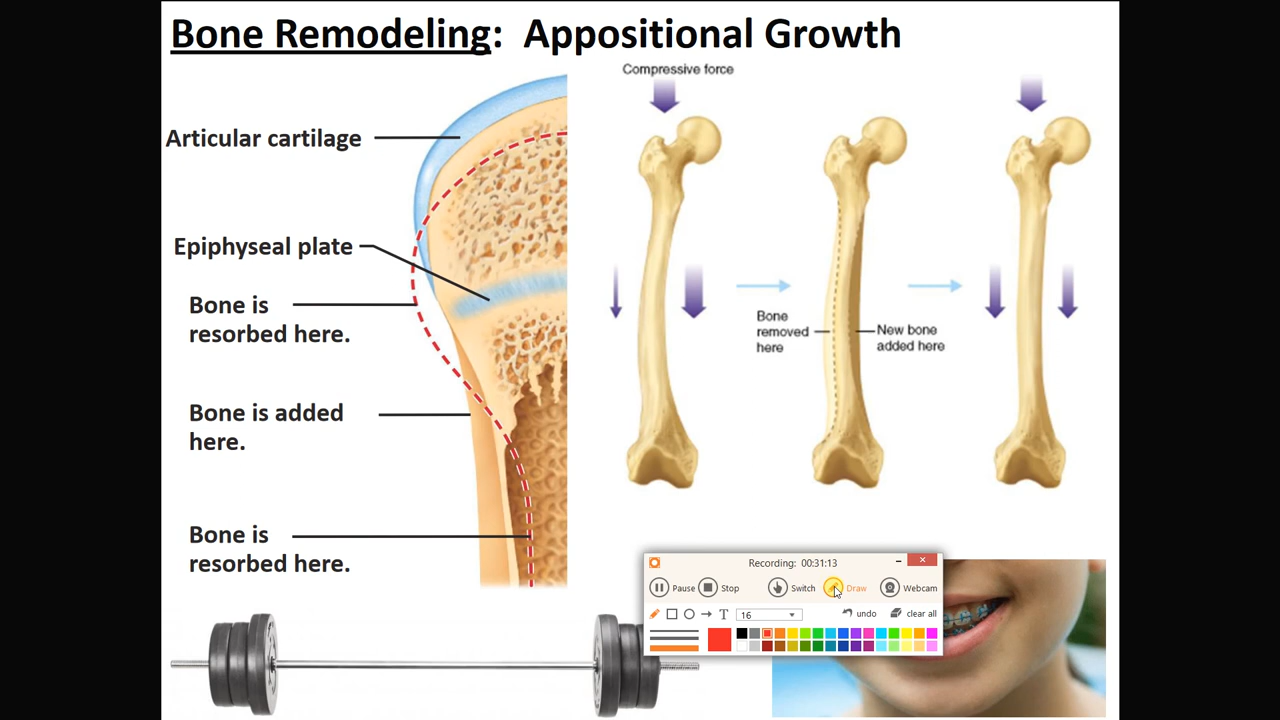 Bone Remodeling: Appositional Growth
Compressive force
Articular cartilage
Epiphyseal plate
Bone is
resorbed here.
Bone is added
here.
Bone is
resorbed here.
Bone
removed
here
New bone
added here
Recording: 00:31:13
Pause Stop Switch Draw Webcam
T 16 undo clear all